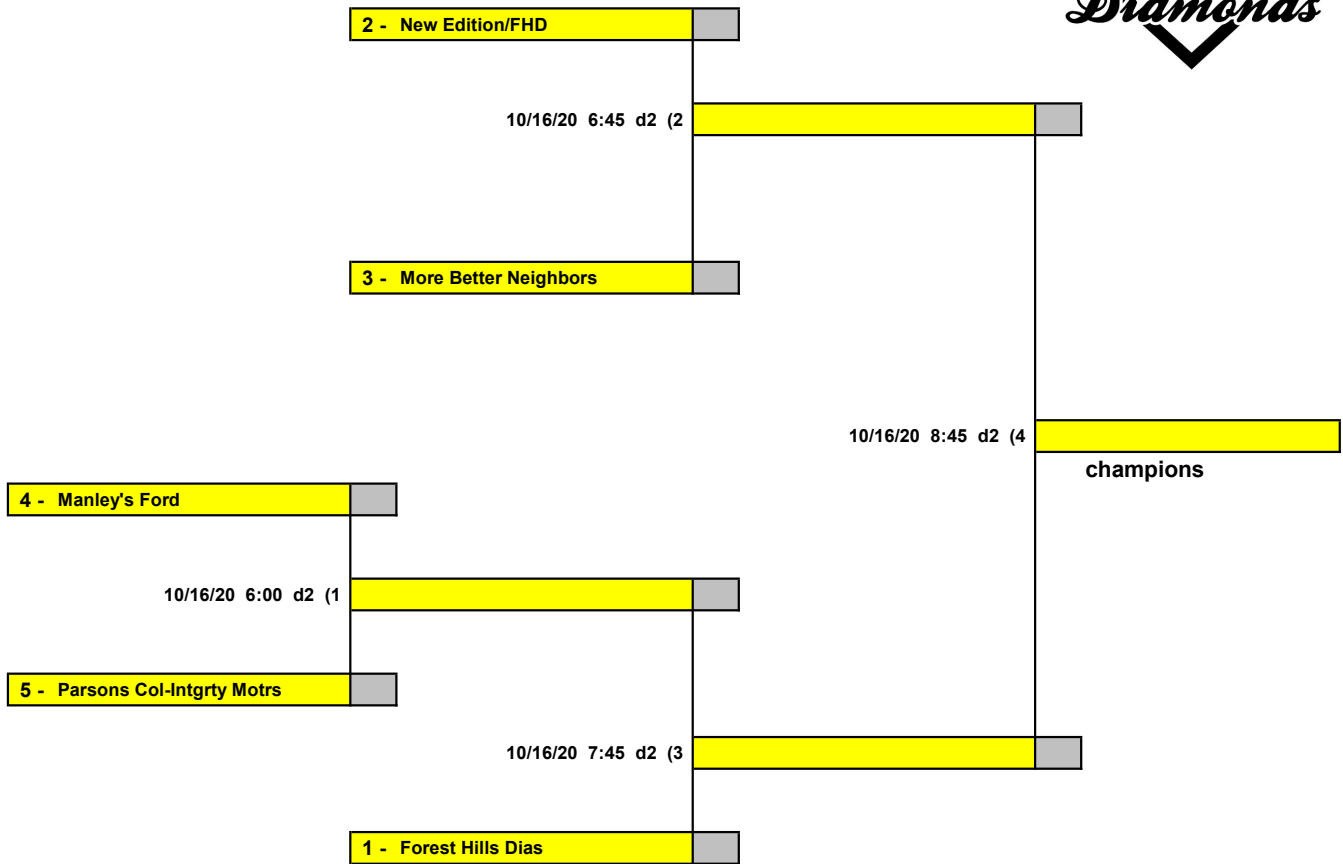 Diamonds
2 - New Edition/FHD
10/16/20 6:45 d2 (2
3 - More Better Neighbors
10/16/20 8:45 d2 (4
champions
4 - Manley's Ford
10/16/20 6:00 d2 (1
5 - Parsons Col-Intgrty Motrs
10/16/20 7:45 d2 (3
1 - Forest Hills Dias